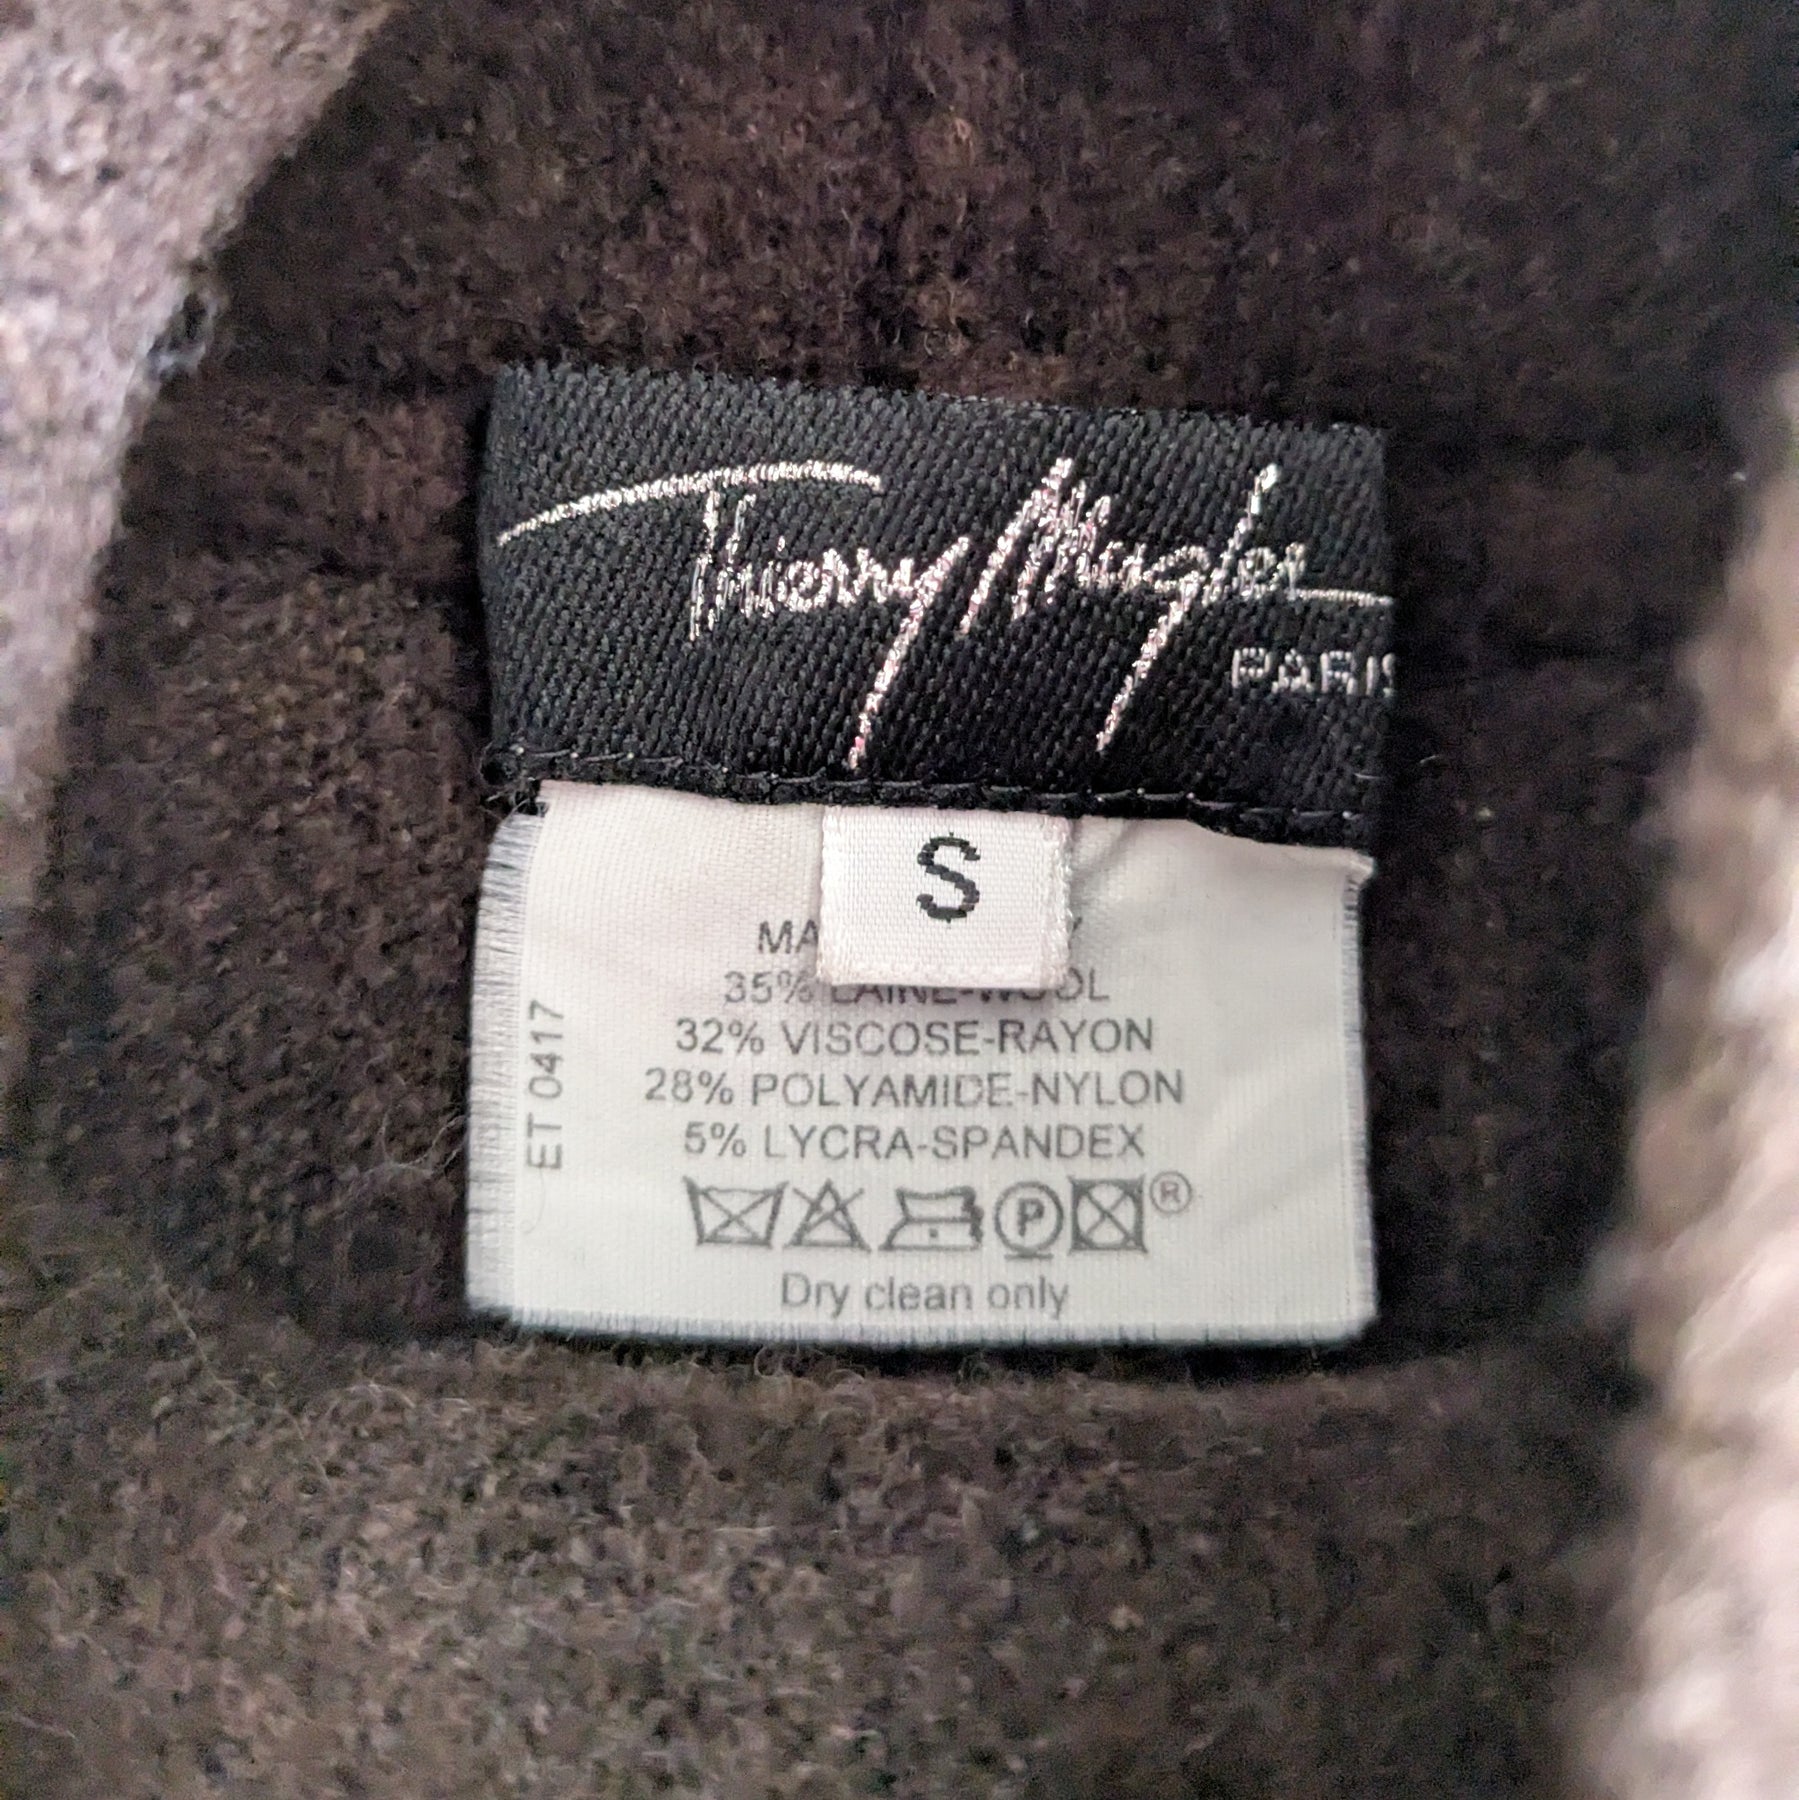 Thierry Mugler
PARIS
S
35% LAINE-WOOL
32% VISCOSE-RAYON
28% POLYAMIDE-NYLON
5% LYCRA-SPANDEX
P ®
Dry clean only
ET 0417